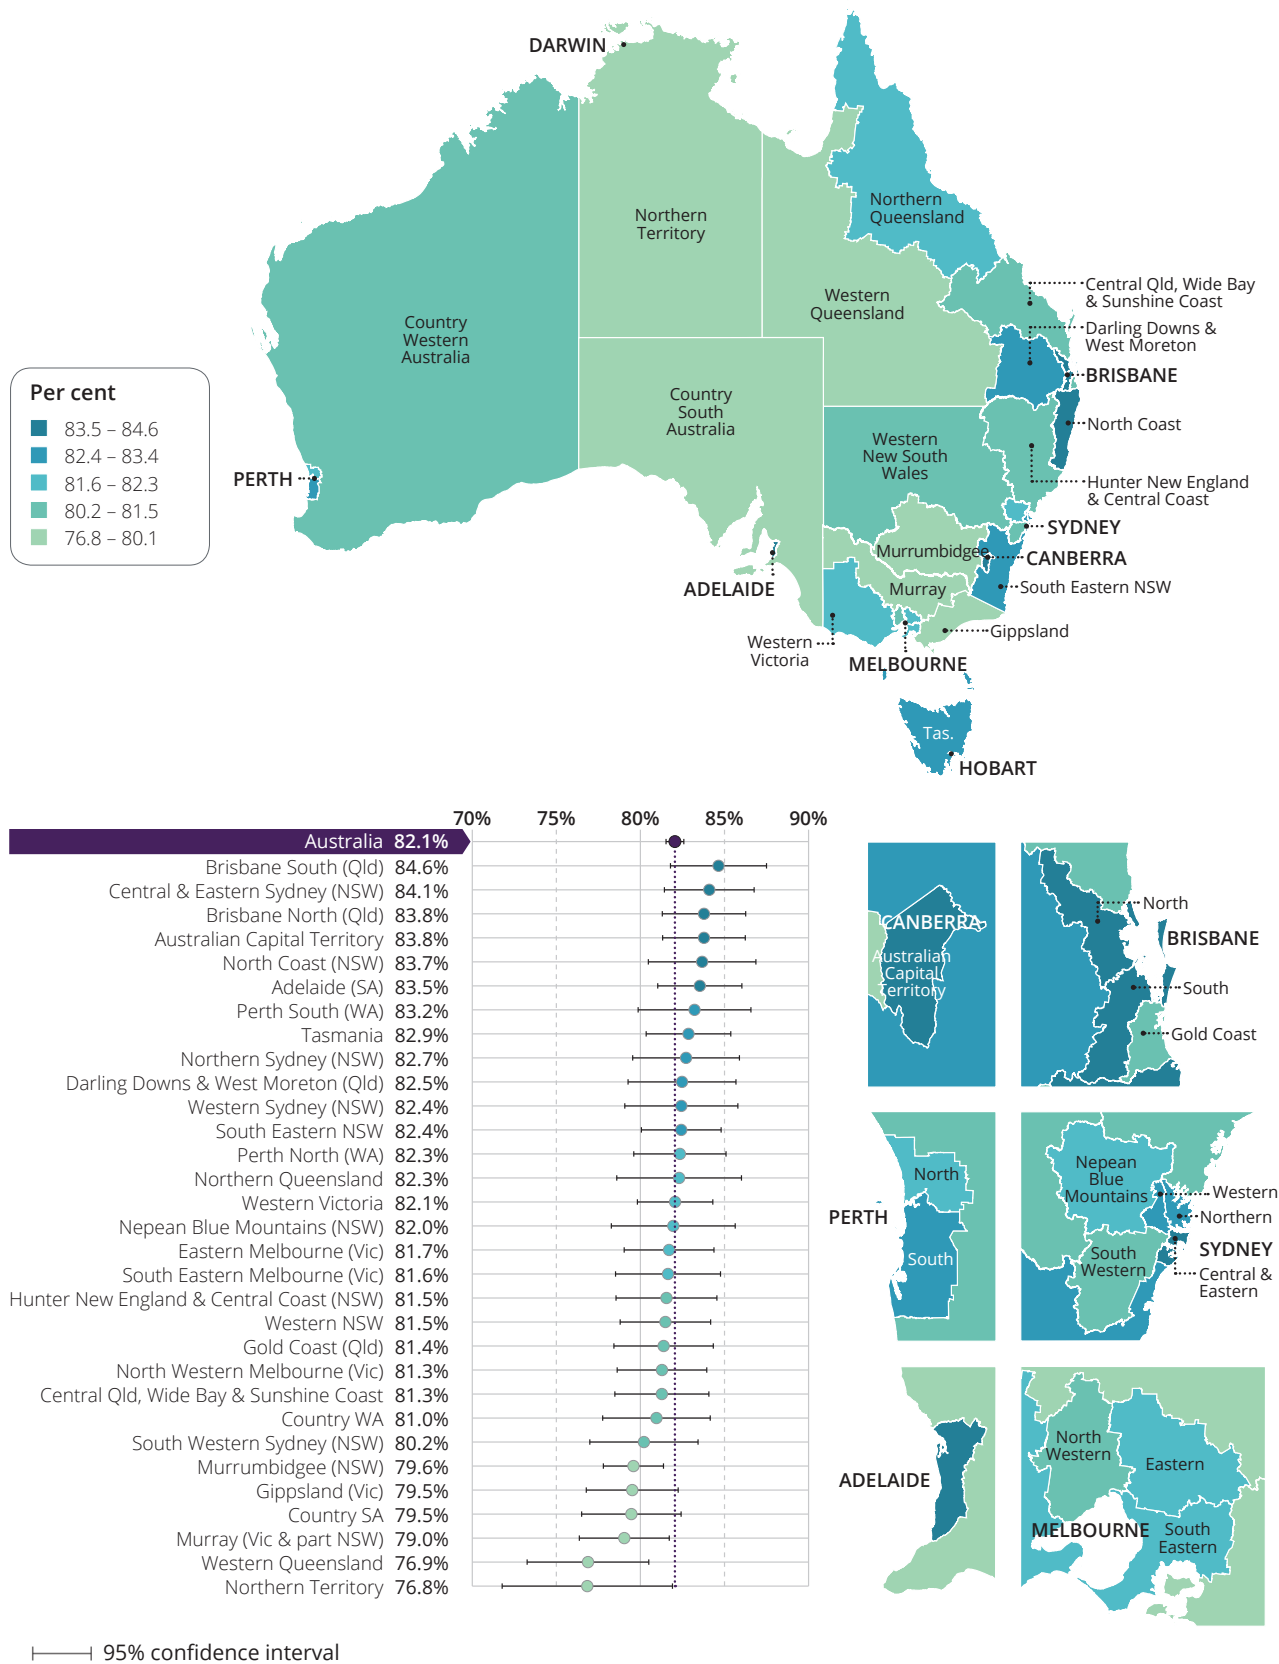 DARWIN
Northern
Queensland
Northern
Territory
Central Qld, Wide Bay
& Sunshine Coast
Western
Queensland
Country
Western
Australia
Darling Downs &
West Moreton
BRISBANE
Country
South
Australia
North Coast
Western
New South
Wales
Per cent
83.5 – 84.6
82.4 – 83.4
81.6 – 82.3
80.2 – 81.5
76.8 – 80.1
PERTH
Hunter New England
& Central Coast
SYDNEY
Murrumbidgee
CANBERRA
ADELAIDE
Murray
South Eastern NSW
Gippsland
Western
Victoria
MELBOURNE
Tas.
HOBART
70% 75% 80% 85% 90%
Australia 82.1%
Brisbane South (Qld) 84.6%
Central & Eastern Sydney (NSW) 84.1%
Brisbane North (Qld) 83.8%
Australian Capital Territory 83.8%
North Coast (NSW) 83.7%
Adelaide (SA) 83.5%
Perth South (WA) 83.2%
Tasmania 82.9%
Northern Sydney (NSW) 82.7%
Darling Downs & West Moreton (Qld) 82.5%
Western Sydney (NSW) 82.4%
South Eastern NSW 82.4%
Perth North (WA) 82.3%
Northern Queensland 82.3%
Western Victoria 82.1%
Nepean Blue Mountains (NSW) 82.0%
Eastern Melbourne (Vic) 81.7%
South Eastern Melbourne (Vic) 81.6%
Hunter New England & Central Coast (NSW) 81.5%
Western NSW 81.5%
Gold Coast (Qld) 81.4%
North Western Melbourne (Vic) 81.3%
Central Qld, Wide Bay & Sunshine Coast 81.3%
Country WA 81.0%
South Western Sydney (NSW) 80.2%
Murrumbidgee (NSW) 79.6%
Gippsland (Vic) 79.5%
Country SA 79.5%
Murray (Vic & part NSW) 79.0%
Western Queensland 76.9%
Northern Territory 76.8%
95% confidence interval
CANBERRA
Australian
Capital
Territory
North
BRISBANE
South
Gold Coast
North
PERTH
South
Nepean
Blue
Mountains
Western
Northern
SYDNEY
South
Western
Central &
Eastern
ADELAIDE
North
Western
Eastern
MELBOURNE
South
Eastern